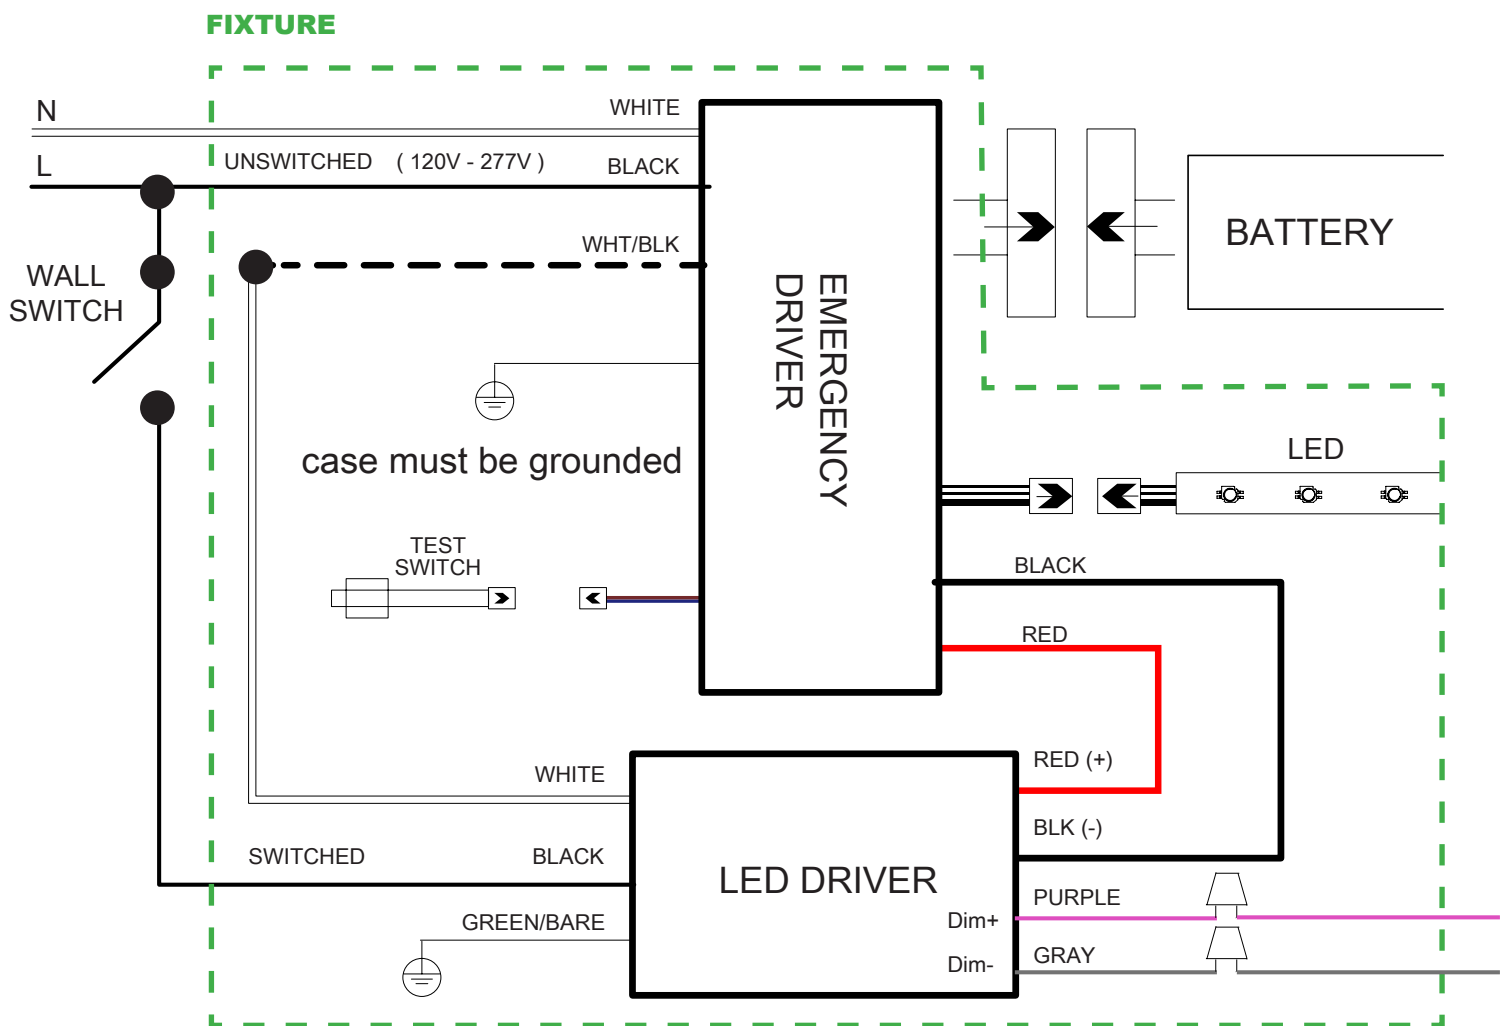 FIXTURE
N
WHITE
L
UNSWITCHED ( 120V - 277V )
BLACK
WHT/BLK
WALL
SWITCH
BATTERY
EMERGENCY
DRIVER
case must be grounded
LED
TEST
SWITCH
BLACK
RED
WHITE
RED (+)
BLK (-)
SWITCHED
BLACK
LED DRIVER
PURPLE
Dim+
GREEN/BARE
GRAY
Dim-